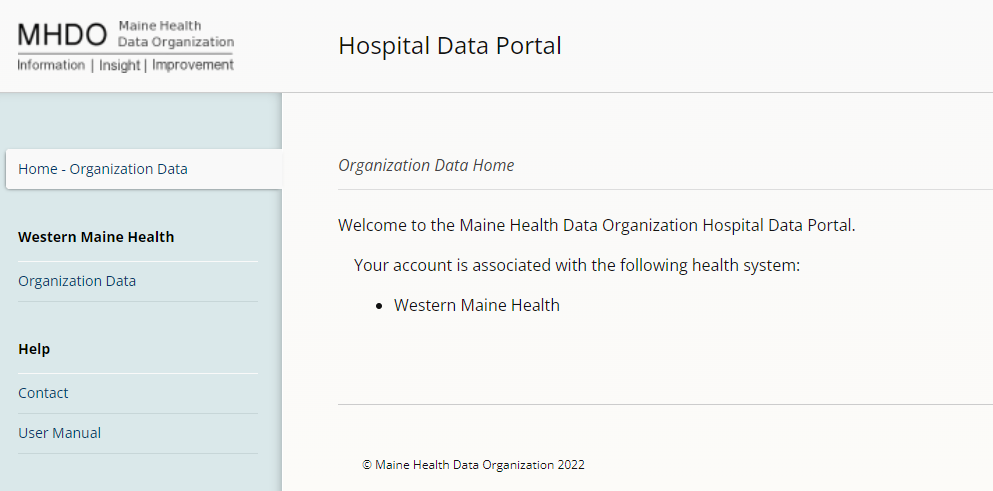 MHDO Maine Health
Data Organization
Information | Insight | Improvement
Hospital Data Portal
Home - Organization Data
Western Maine Health
Organization Data
Help
Contact
User Manual
Organization Data Home
Welcome to the Maine Health Data Organization Hospital Data Portal.
Your account is associated with the following health system:
• Western Maine Health
© Maine Health Data Organization 2022